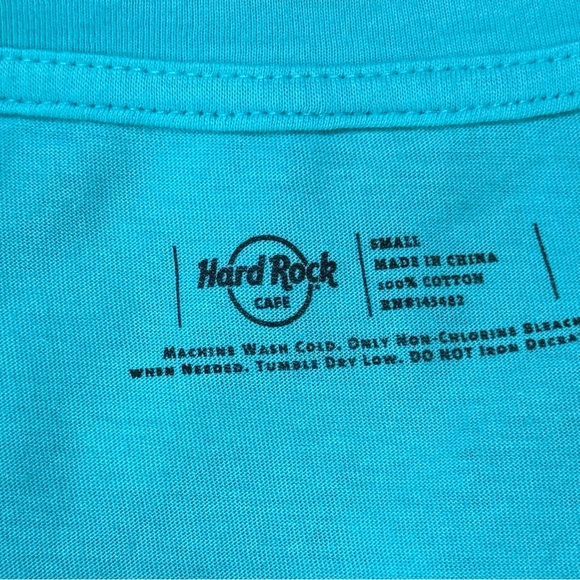 Hard Rock
CAFE
SMALL
MADE IN CHINA
100% COTTON
RN#145482
MACHINE WASH COLD. ONLY NON-CHLORINE BLEACH
WHEN NEEDED. TUMBLE DRY LOW. DO NOT IRON